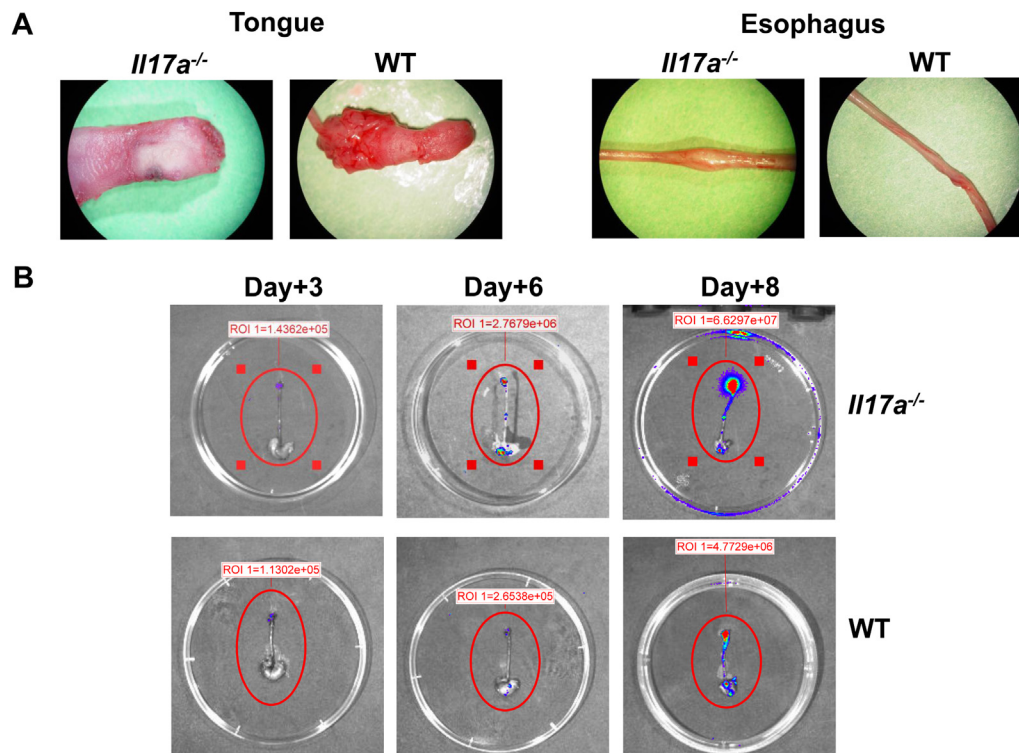 A
Tongue
Esophagus
Il17a-/-
WT
Il17a-/-
WT
B
Day+3
Day+6
Day+8
ROI 1=1.4362e+05
ROI 1=2.7679e+06
ROI 1=6.6297e+07
Il17a-/-
ROI 1=1.1302e+05
ROI 1=2.6538e+05
ROI 1=4.7729e+06
WT